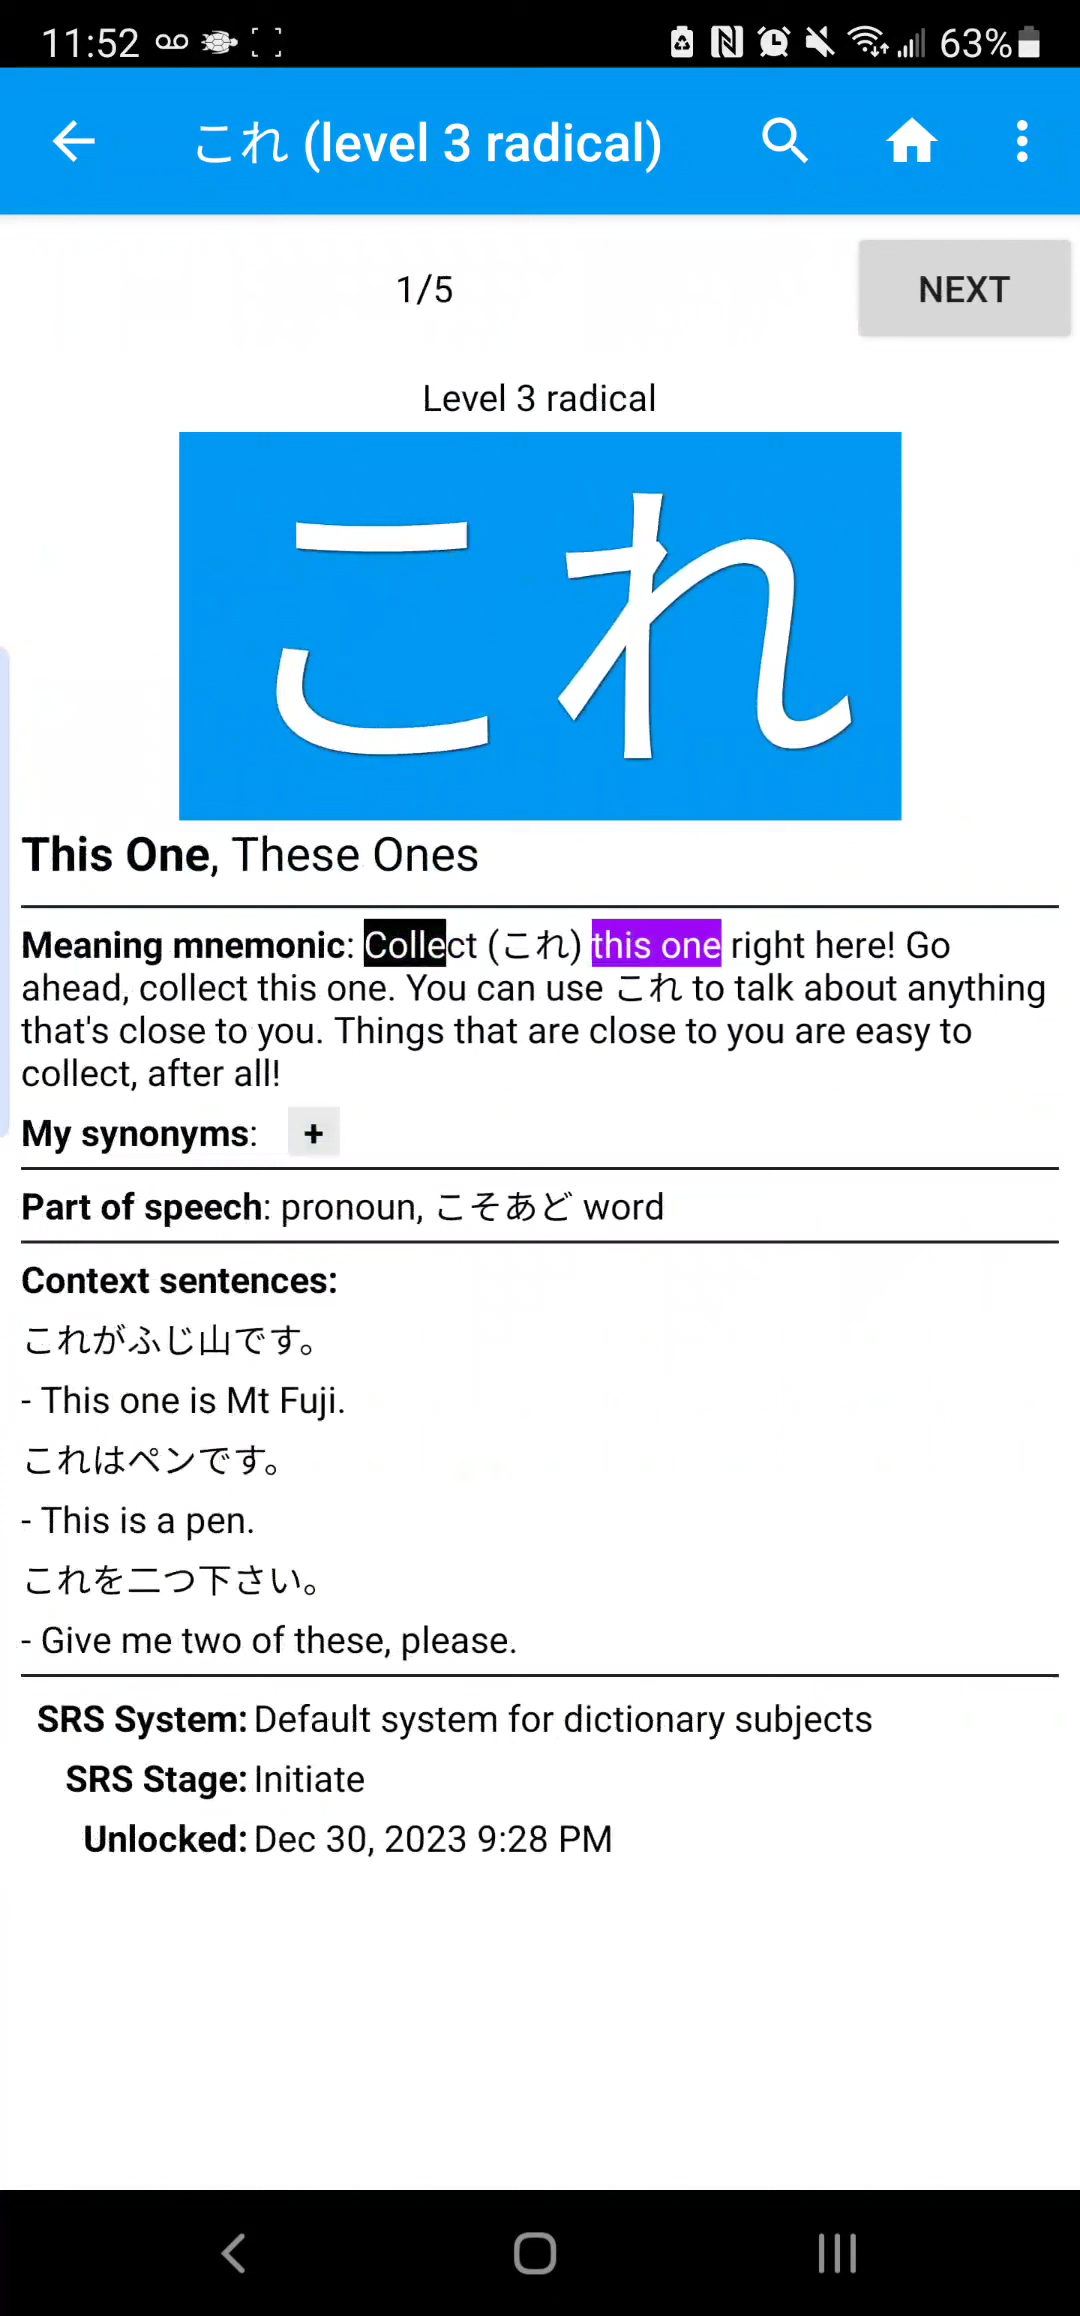 11:52 63%
これ (level 3 radical)
1/5 NEXT
Level 3 radical
これ
This One, These Ones
Meaning mnemonic: Collect (これ) this one right here! Go
ahead, collect this one. You can use これ to talk about anything
that's close to you. Things that are close to you are easy to
collect, after all!
My synonyms: +
Part of speech: pronoun, こそあど word
Context sentences:
これがふじ山です。
- This one is Mt Fuji.
これはペンです。
- This is a pen.
これを二つ下さい。
- Give me two of these, please.
SRS System: Default system for dictionary subjects
SRS Stage: Initiate
Unlocked: Dec 30, 2023 9:28 PM